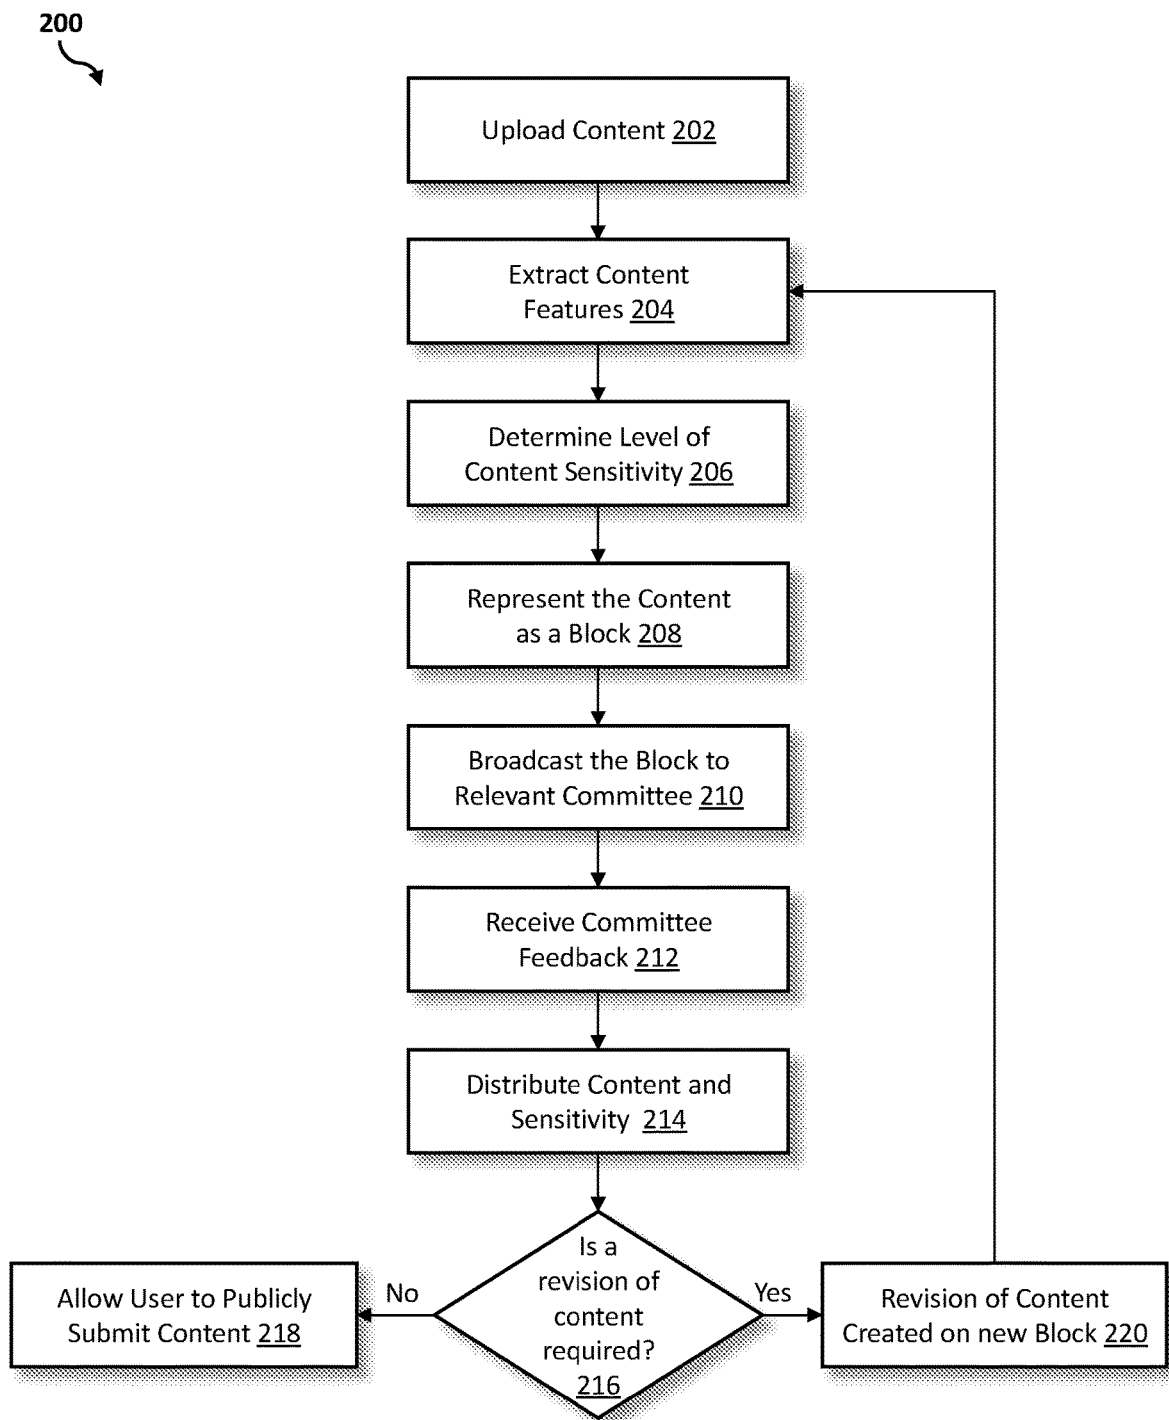 200
Upload Content 202
Extract Content
Features 204
Determine Level of
Content Sensitivity 206
Represent the Content
as a Block 208
Broadcast the Block to
Relevant Committee 210
Receive Committee
Feedback 212
Distribute Content and
Sensitivity 214
Is a
revision of
content
required?
216
No
Yes
Allow User to Publicly
Submit Content 218
Revision of Content
Created on new Block 220